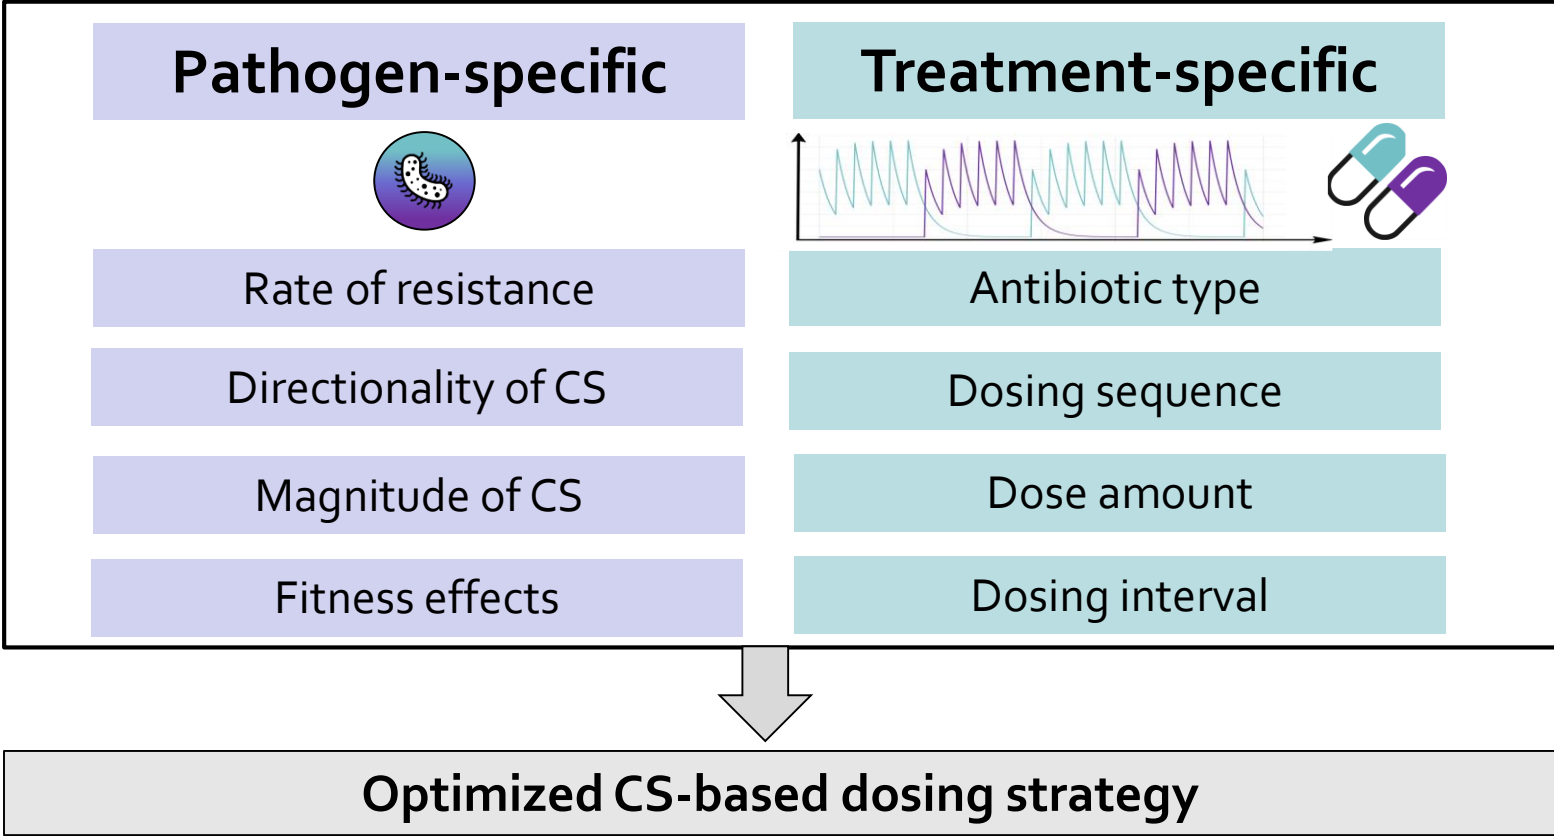 Pathogen-specific
Rate of resistance
Directionality of CS
Magnitude of CS
Fitness effects
Treatment-specific
Antibiotic type
Dosing sequence
Dose amount
Dosing interval
Optimized CS-based dosing strategy